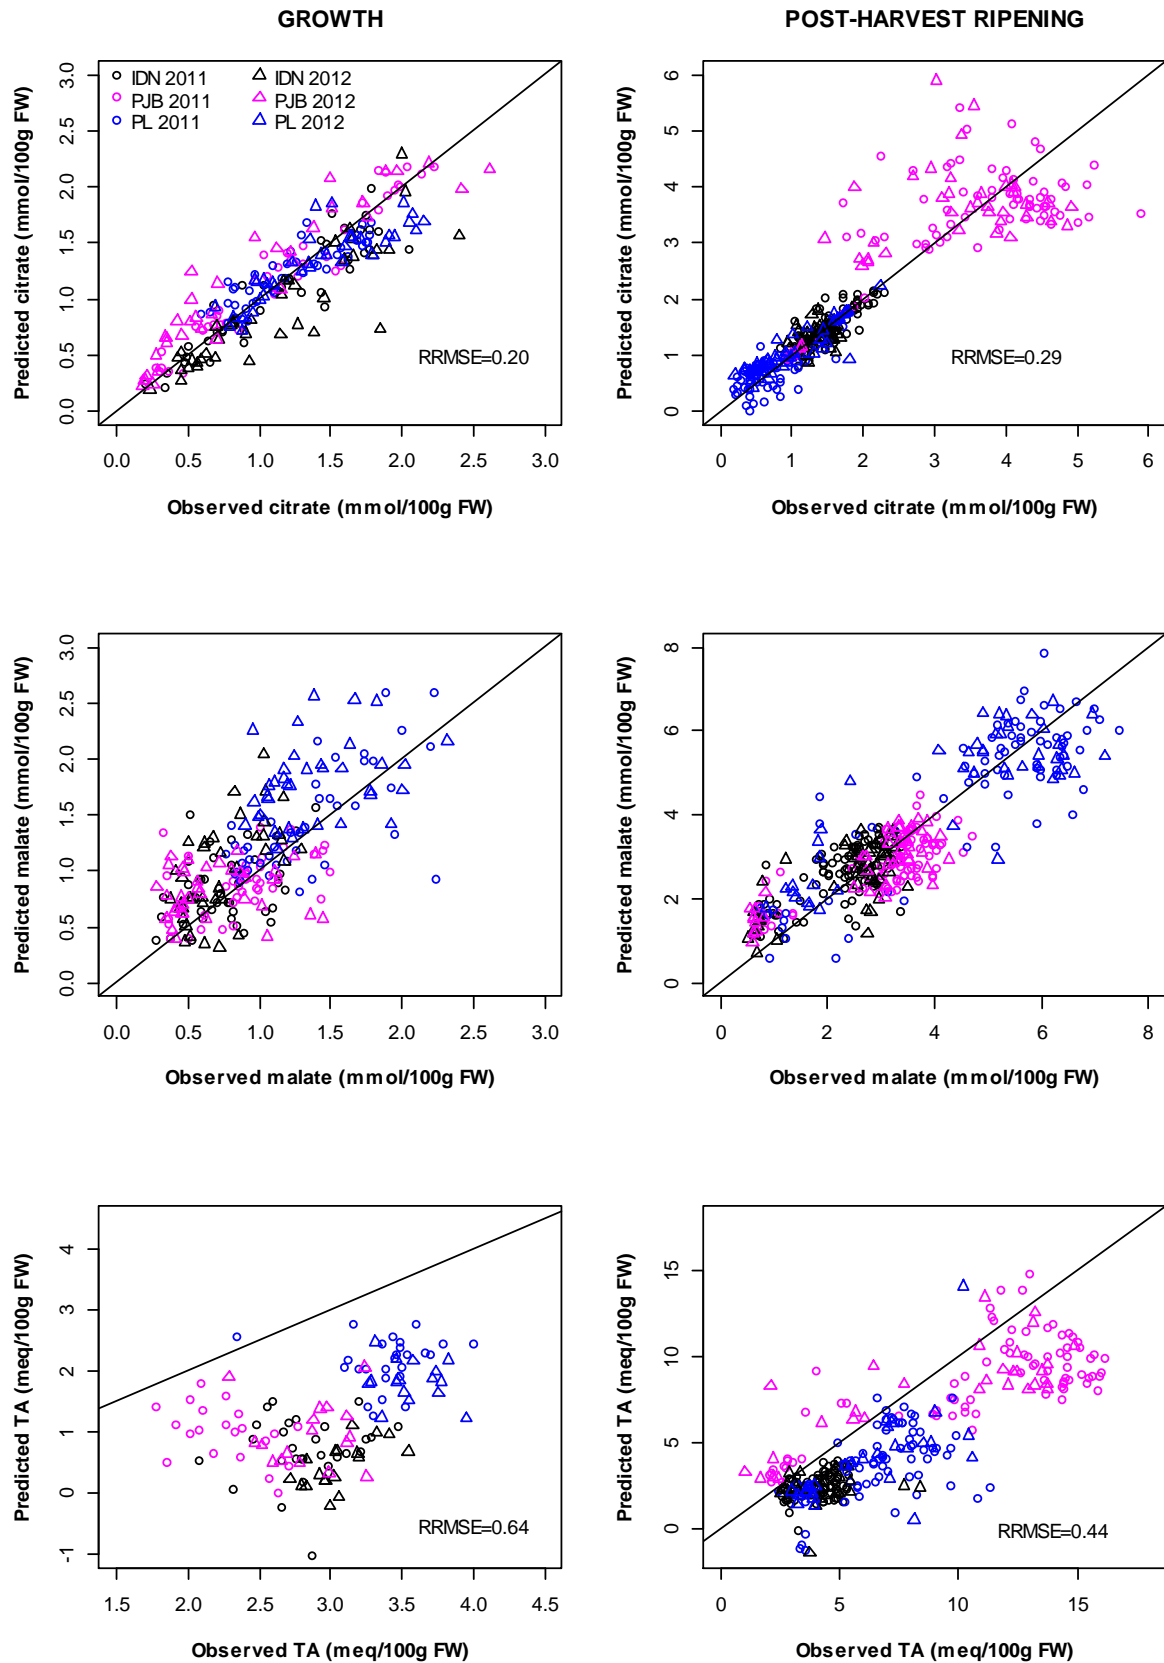 GROWTH
POST-HARVEST RIPENING
IDN 2011
IDN 2012
PJB 2011
PJB 2012
PL 2011
PL 2012
Predicted citrate (mmol/100g FW)
0.0 0.5 1.0 1.5 2.0 2.5 3.0
RRMSE=0.20
0.0 0.5 1.0 1.5 2.0 2.5 3.0
Observed citrate (mmol/100g FW)
Predicted citrate (mmol/100g FW)
0 1 2 3 4 5 6
RRMSE=0.29
0 1 2 3 4 5 6
Observed citrate (mmol/100g FW)
Predicted malate (mmol/100g FW)
0.0 0.5 1.0 1.5 2.0 2.5 3.0
0.0 0.5 1.0 1.5 2.0 2.5 3.0
Observed malate (mmol/100g FW)
Predicted malate (mmol/100g FW)
0 2 4 6 8
0 2 4 6 8
Observed malate (mmol/100g FW)
Predicted TA (meq/100g FW)
-1 0 1 2 3 4
RRMSE=0.64
1.5 2.0 2.5 3.0 3.5 4.0 4.5
Observed TA (meq/100g FW)
Predicted TA (meq/100g FW)
0 5 10 15
RRMSE=0.44
0 5 10 15
Observed TA (meq/100g FW)